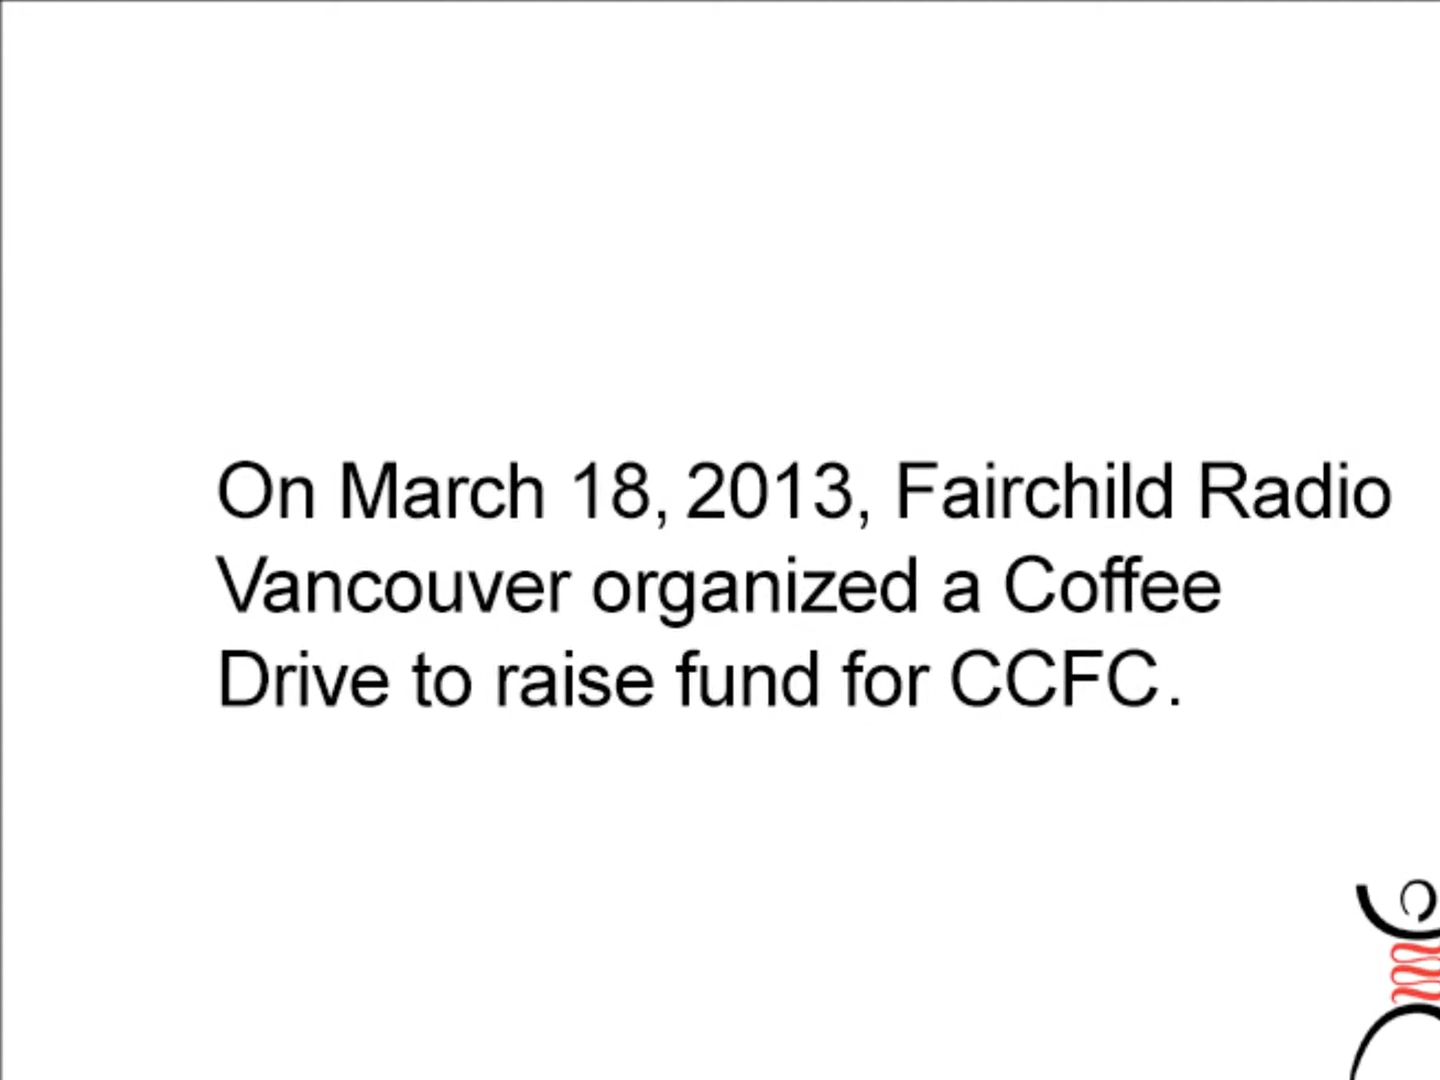 On March 18, 2013, Fairchild Radio
Vancouver organized a Coffee
Drive to raise fund for CCFC.